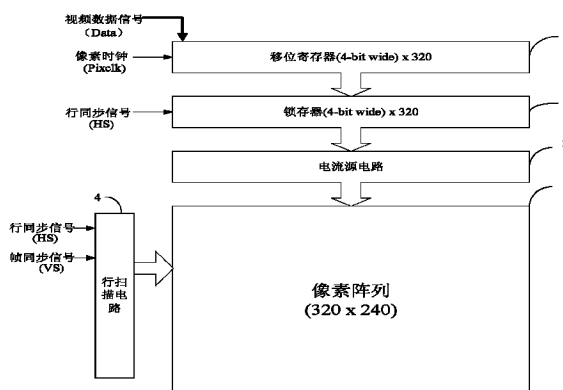 视频数据信号
(Data)
像素时钟
(Pixclk)
移位寄存器(4-bit wide) x 320
行同步信号
(HS)
锁存器(4-bit wide) x 320
电流源电路
4
行同步信号
(HS)
帧同步信号
(VS)
行扫
描电
路
像素阵列
(320 x 240)